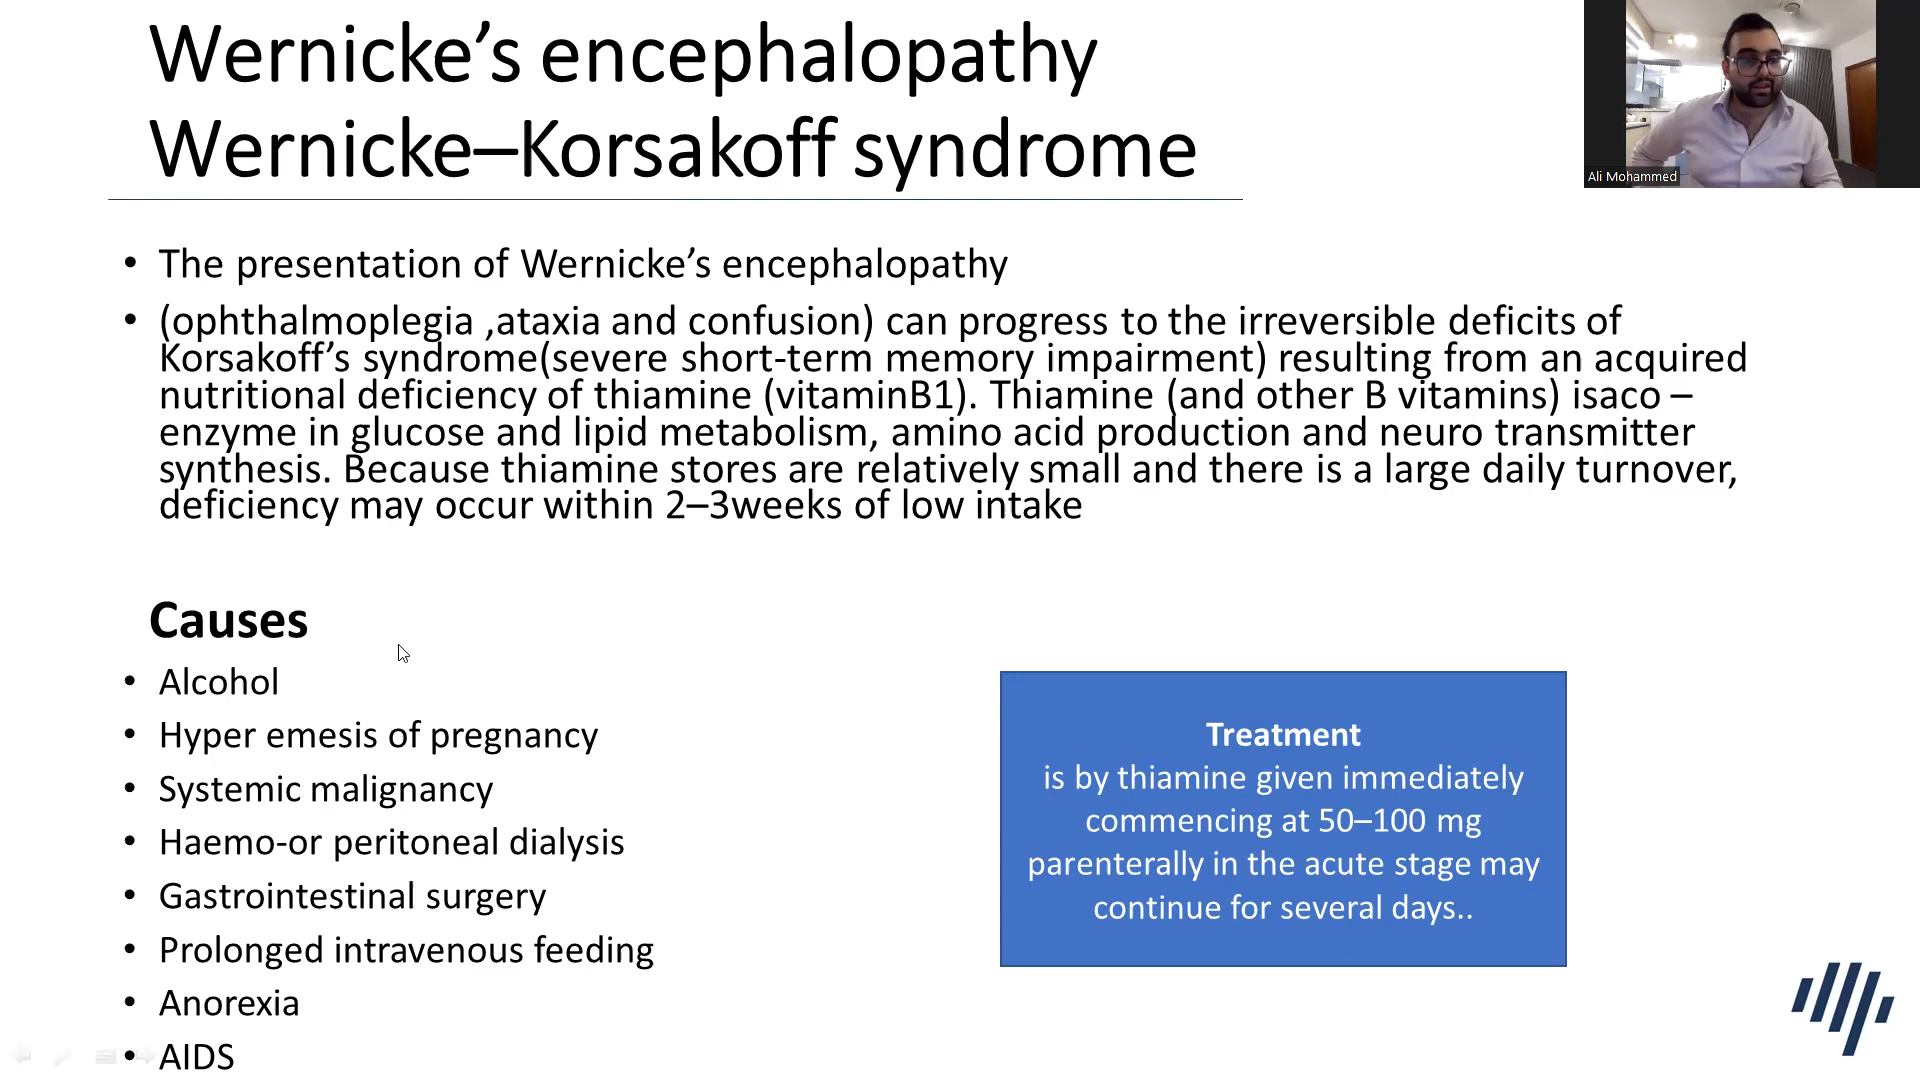 Wernicke’s encephalopathy
Wernicke–Korsakoff syndrome
Ali Mohammed
• The presentation of Wernicke’s encephalopathy
• (ophthalmoplegia ,ataxia and confusion) can progress to the irreversible deficits of
Korsakoff’s syndrome(severe short-term memory impairment) resulting from an acquired
nutritional deficiency of thiamine (vitaminB1). Thiamine (and other B vitamins) isaco –
enzyme in glucose and lipid metabolism, amino acid production and neuro transmitter
synthesis. Because thiamine stores are relatively small and there is a large daily turnover,
deficiency may occur within 2–3weeks of low intake
Causes
• Alcohol
• Hyper emesis of pregnancy
• Systemic malignancy
• Haemo-or peritoneal dialysis
• Gastrointestinal surgery
• Prolonged intravenous feeding
• Anorexia
• AIDS
Treatment
is by thiamine given immediately
commencing at 50–100 mg
parenterally in the acute stage may
continue for several days..